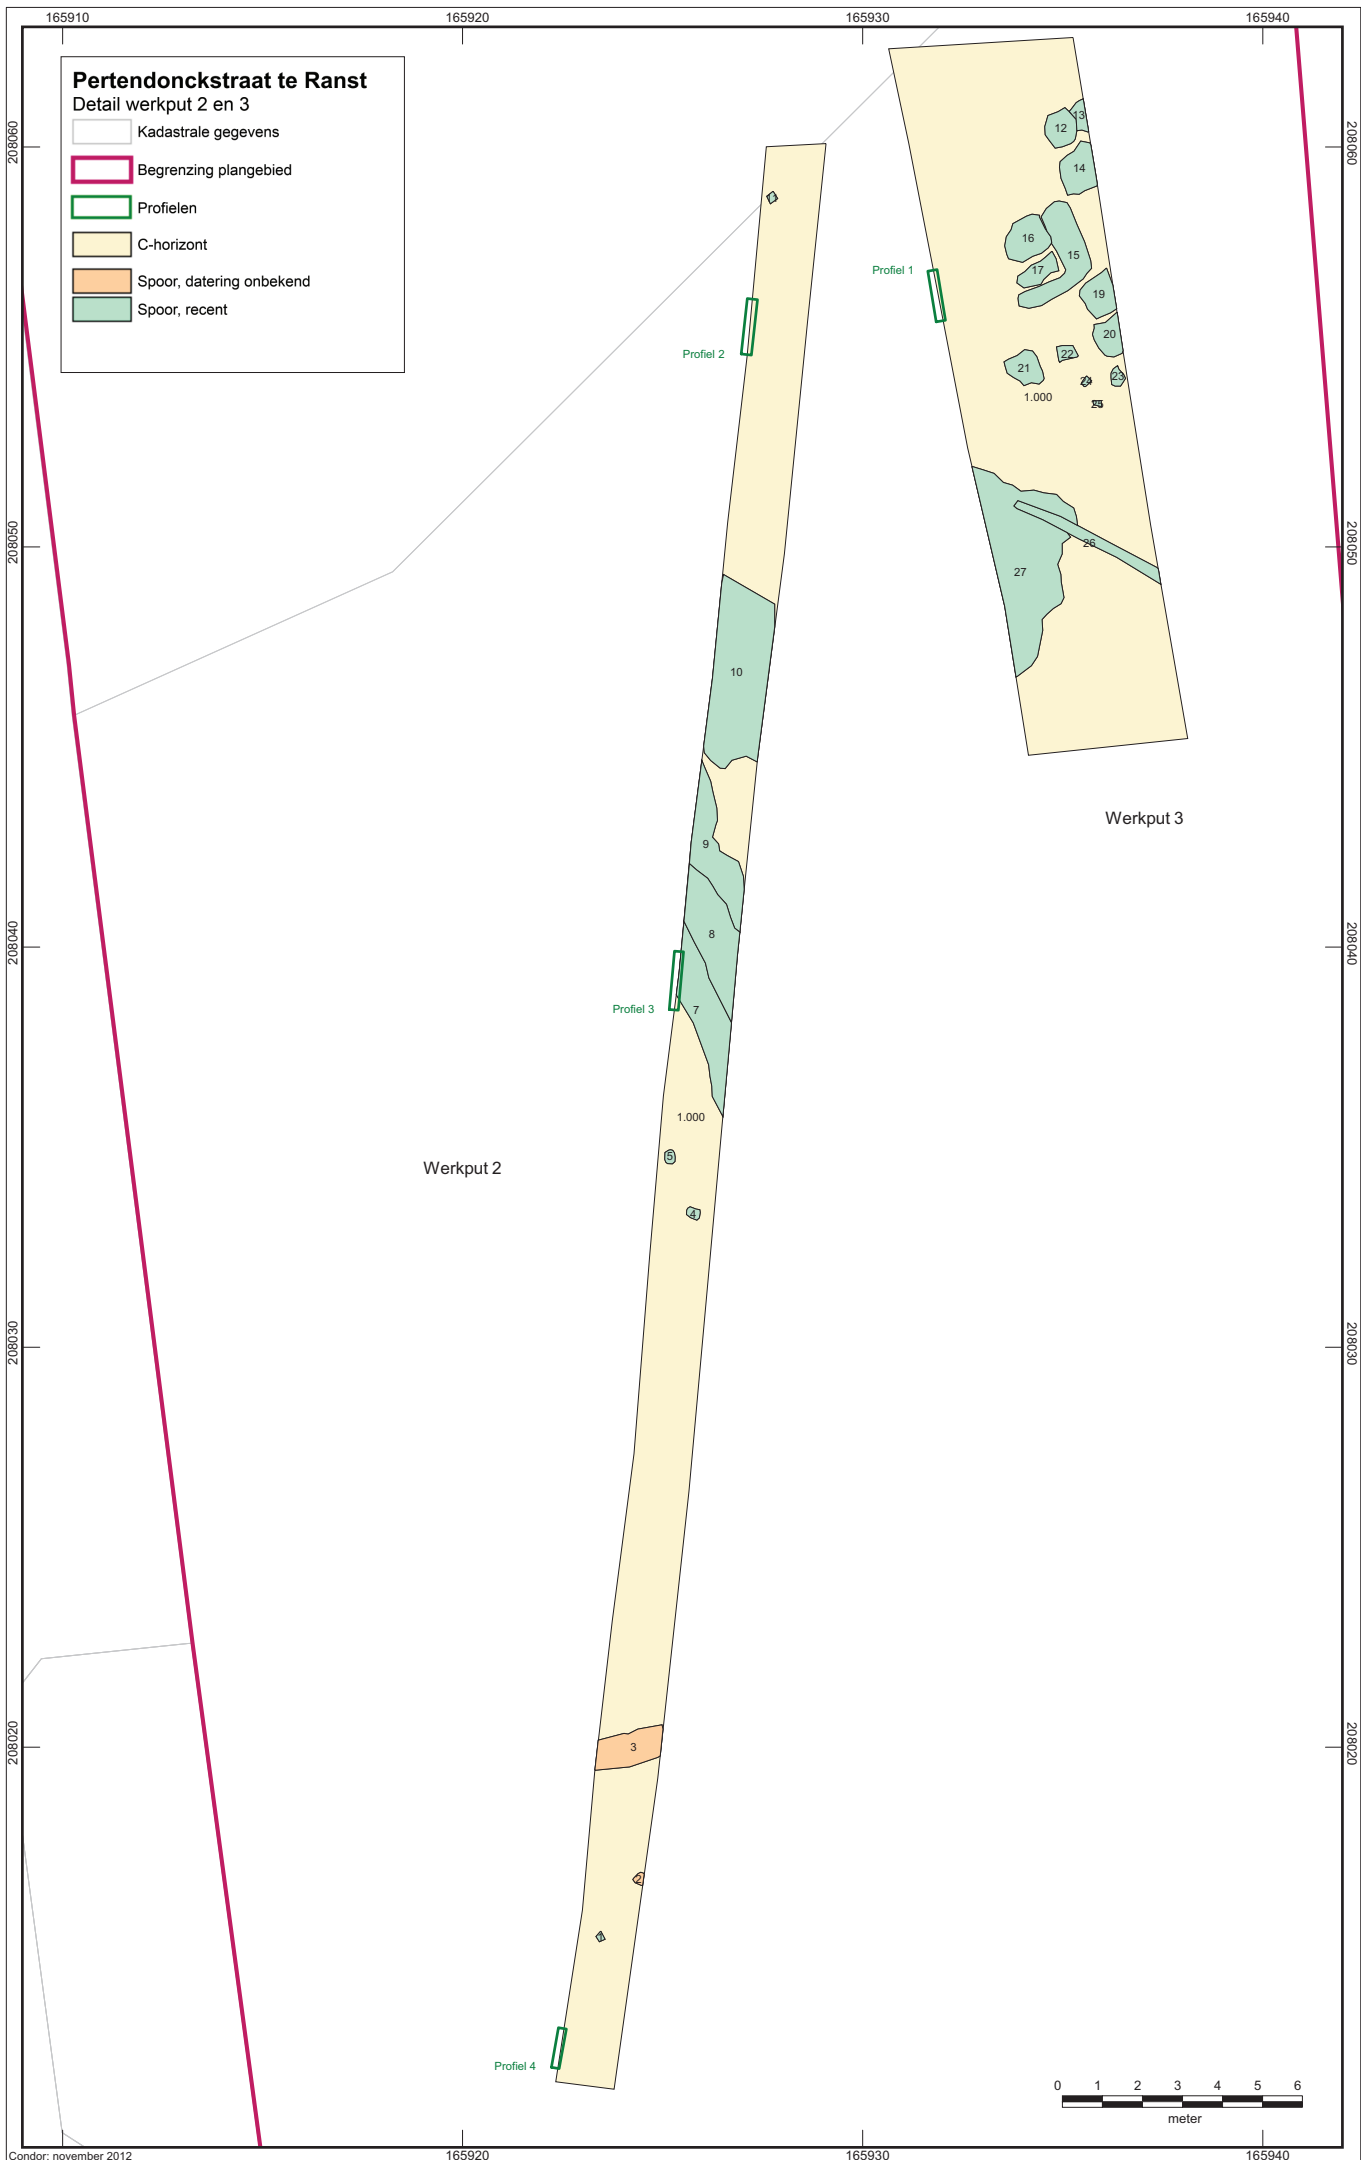 165910
165920
165930
165940
Pertendonckstraat te Ranst
Detail werkput 2 en 3
Kadastrale gegevens
Begrenzing plangebied
Profielen
C-horizont
Spoor, datering onbekend
Spoor, recent
208060
208060
13
12
14
16
15
17
19
20
22
21
24
23
1.000
Profiel 1
Profiel 2
208050
208050
26
27
10
Werkput 3
9
8
208040
208040
7
Profiel 3
1.000
5
4
Werkput 2
208030
208030
208020
208020
3
2
Profiel 4
0 1 2 3 4 5 6
meter
Condor: november 2012
165920
165930
165940